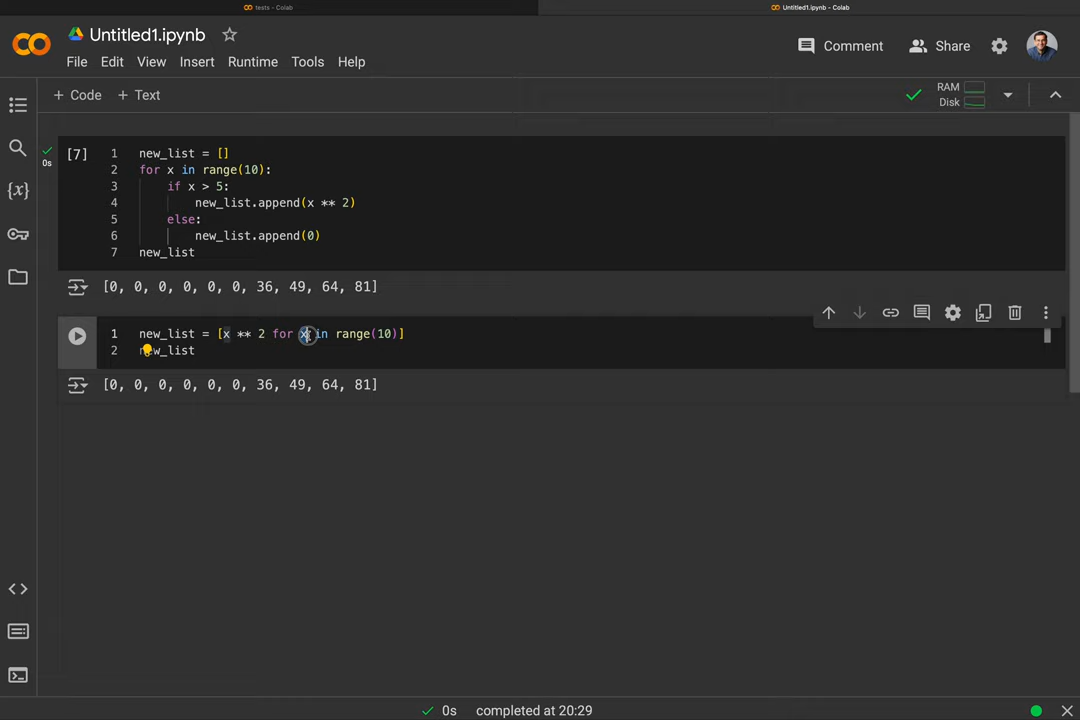 tests - Colab
Untitled1.ipynb - Colab
Untitled1.ipynb
Comment
Share
File Edit View Insert Runtime Tools Help
+ Code + Text
RAM
Disk
[7]
0s
1 new_list = []
2 for x in range(10):
3 if x > 5:
4 new_list.append(x ** 2)
5 else:
6 new_list.append(0)
7 new_list
[0, 0, 0, 0, 0, 0, 36, 49, 64, 81]
1 new_list = [x ** 2 for x in range(10)]
2 new_list
[0, 0, 0, 0, 0, 0, 36, 49, 64, 81]
0s completed at 20:29